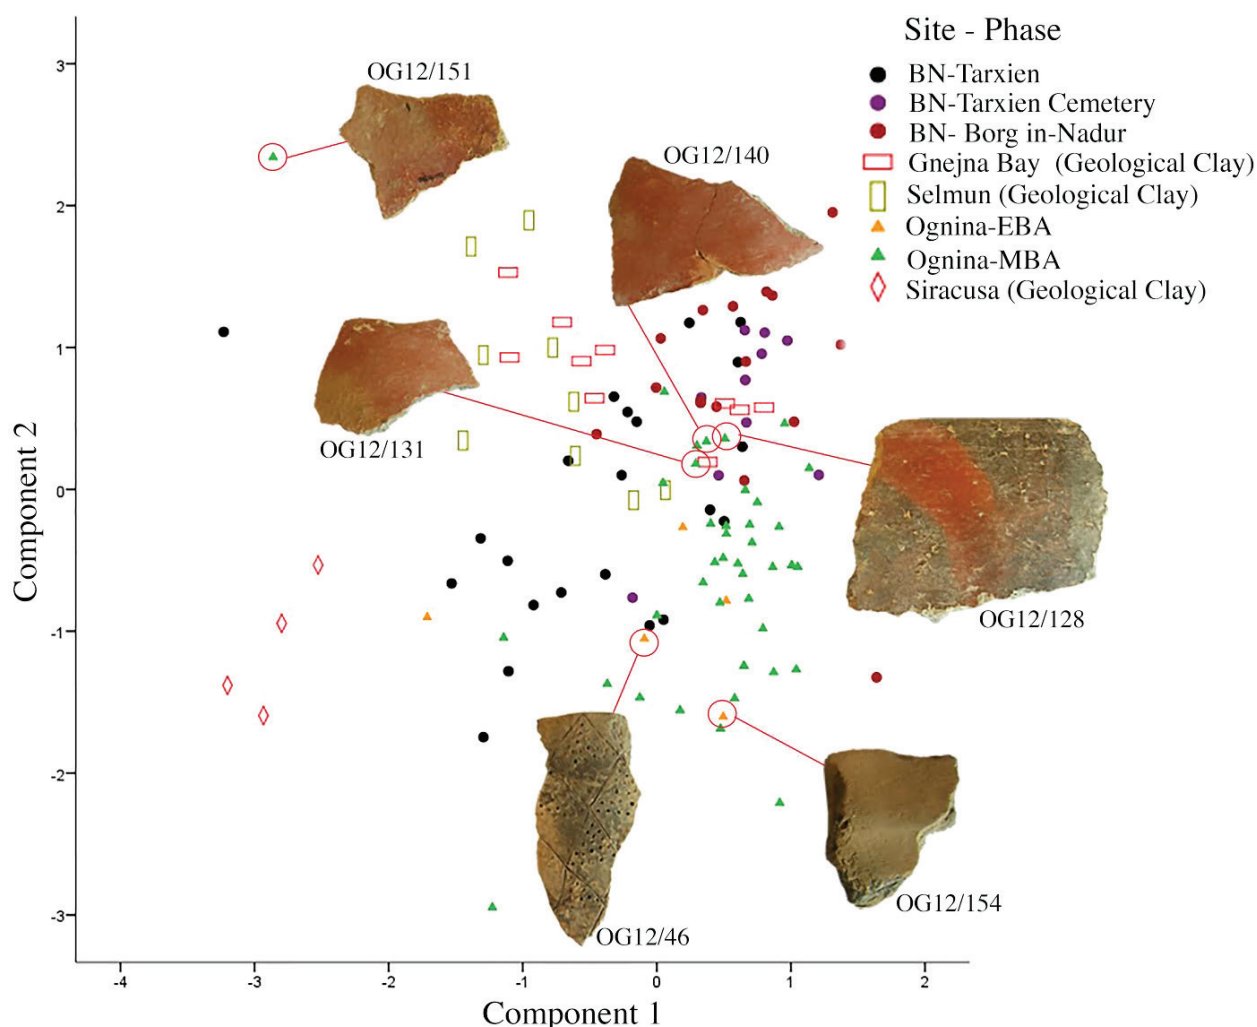 Site - Phase
BN-Tarxien
BN-Tarxien Cemetery
BN- Borg in-Nadur
Gnejna Bay (Geological Clay)
Selmun (Geological Clay)
Ognina-EBA
Ognina-MBA
Siracusa (Geological Clay)
OG12/151
OG12/140
OG12/131
OG12/128
OG12/154
OG12/46
Component 2
3
2
1
0
-1
-2
-3
-4 -3 -2 -1 0 1 2
Component 1